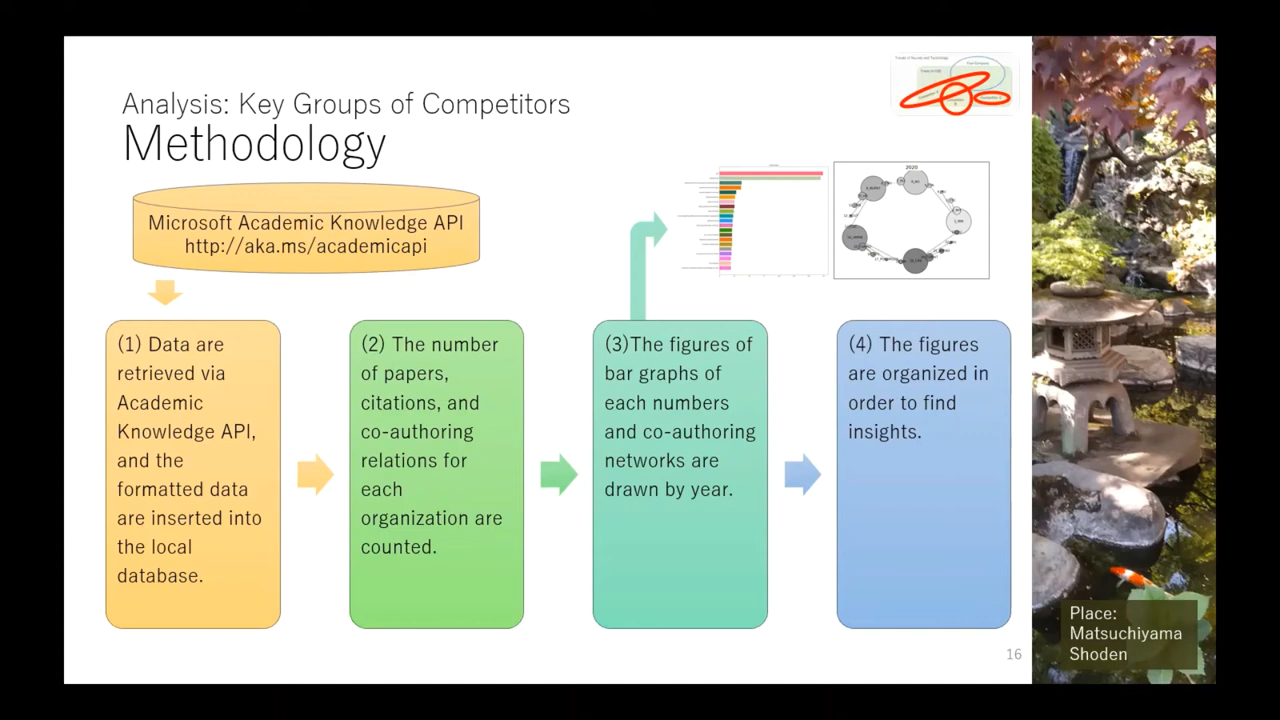 Analysis: Key Groups of Competitors
Methodology
Microsoft Academic Knowledge API
http://aka.ms/academicapi
2020
(1) Data are
retrieved via
Academic
Knowledge API,
and the
formatted data
are inserted into
the local
database.
(2) The number
of papers,
citations, and
co-authoring
relations for
each
organization are
counted.
(3)The figures of
bar graphs of
each numbers
and co-authoring
networks are
drawn by year.
(4) The figures
are organized in
order to find
insights.
Place:
Matsuchiyama
Shoden
16